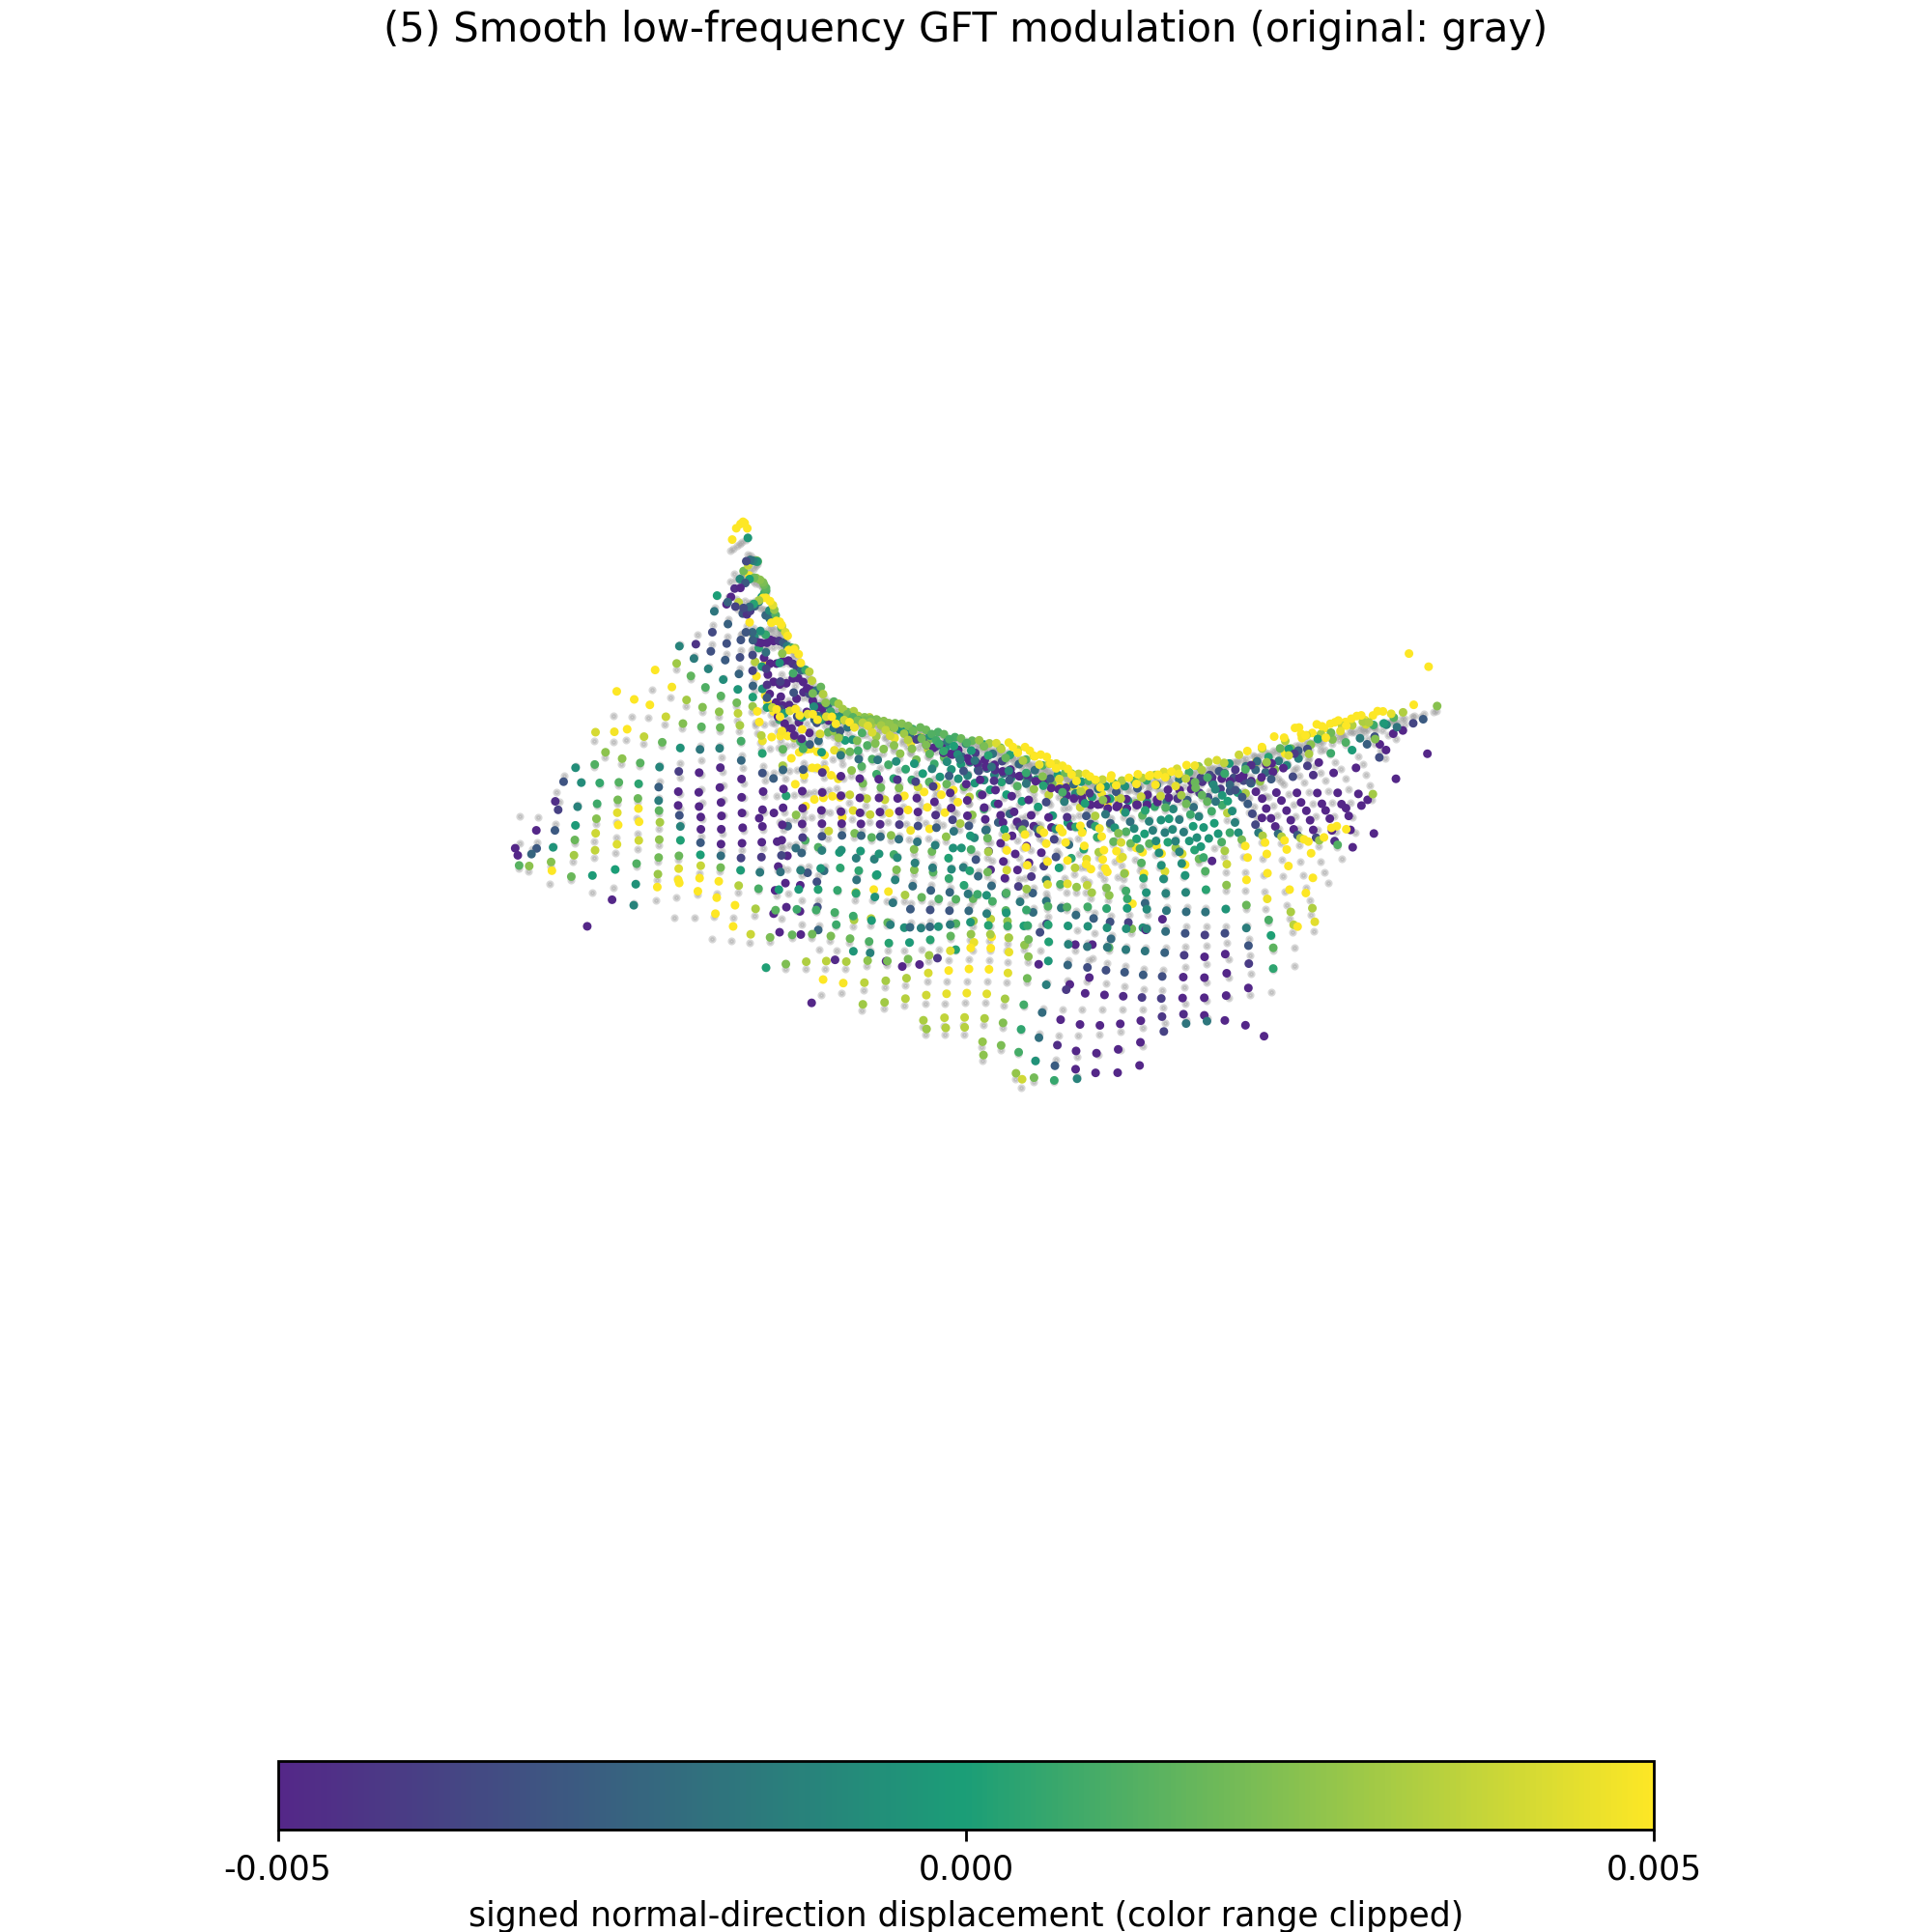 (5) Smooth low-frequency GFT modulation (original: gray)
-0.005 0.000 0.005
signed normal-direction displacement (color range clipped)